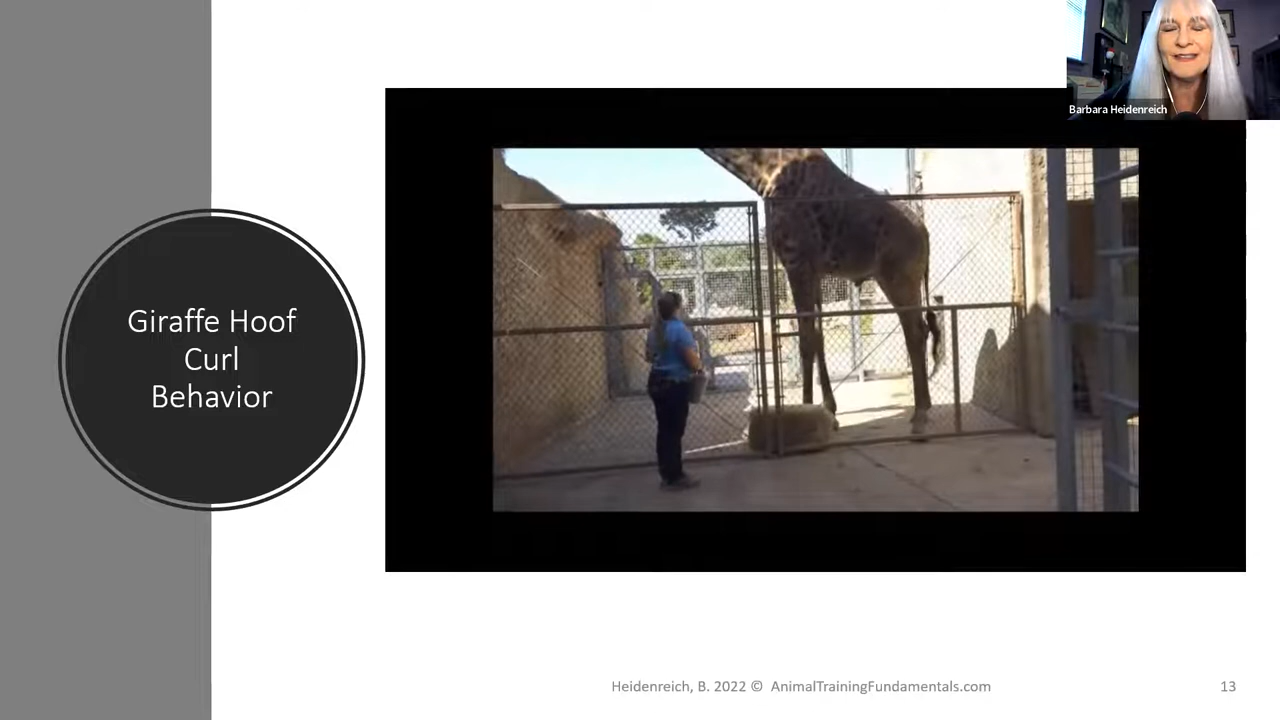 Barbara Heidenreich
Giraffe Hoof
Curl
Behavior
Heidenreich, B. 2022 © AnimalTrainingFundamentals.com
13